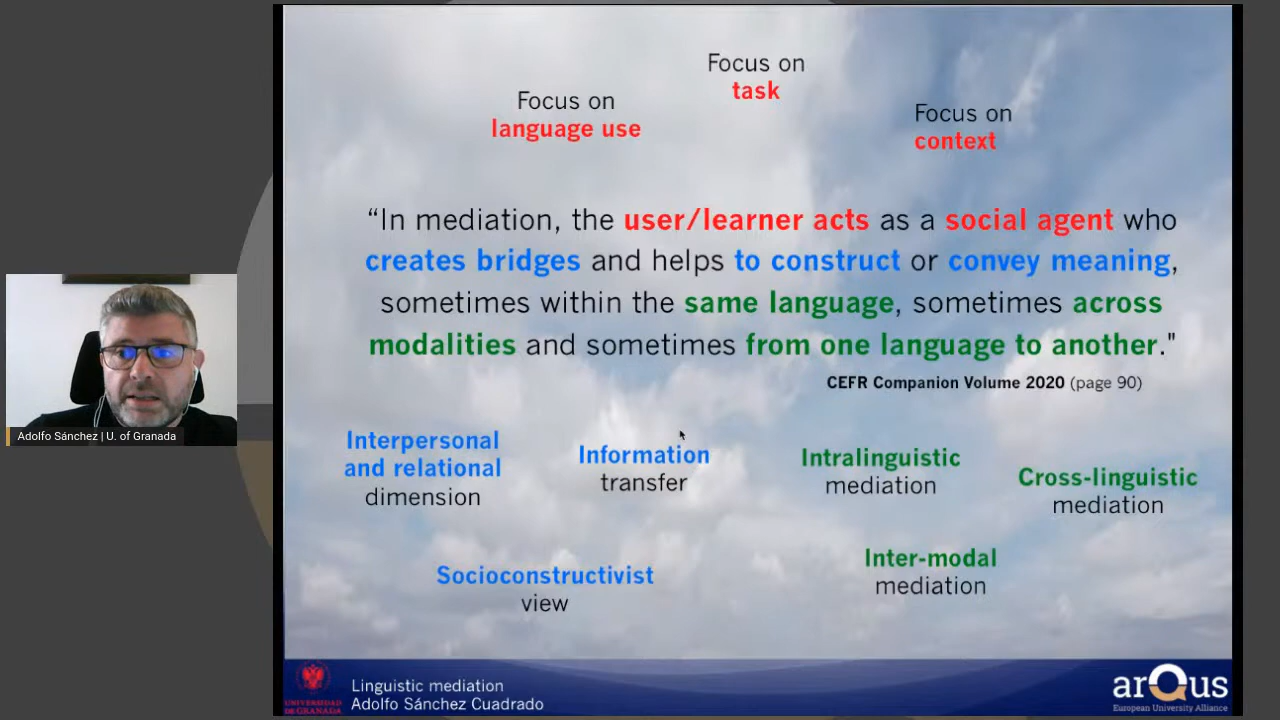 Focus on
task
Focus on
language use
Focus on
context
“In mediation, the user/learner acts as a social agent who
creates bridges and helps to construct or convey meaning,
sometimes within the same language, sometimes across
modalities and sometimes from one language to another."
CEFR Companion Volume 2020 (page 90)
Interpersonal
and relational
dimension
Information
transfer
Intralinguistic
mediation
Cross-linguistic
mediation
Socioconstructivist
view
Inter-modal
mediation
Adolfo Sánchez | U. of Granada
UNIVERSIDAD
DE GRANADA
Linguistic mediation
Adolfo Sánchez Cuadrado
arQus
European University Alliance